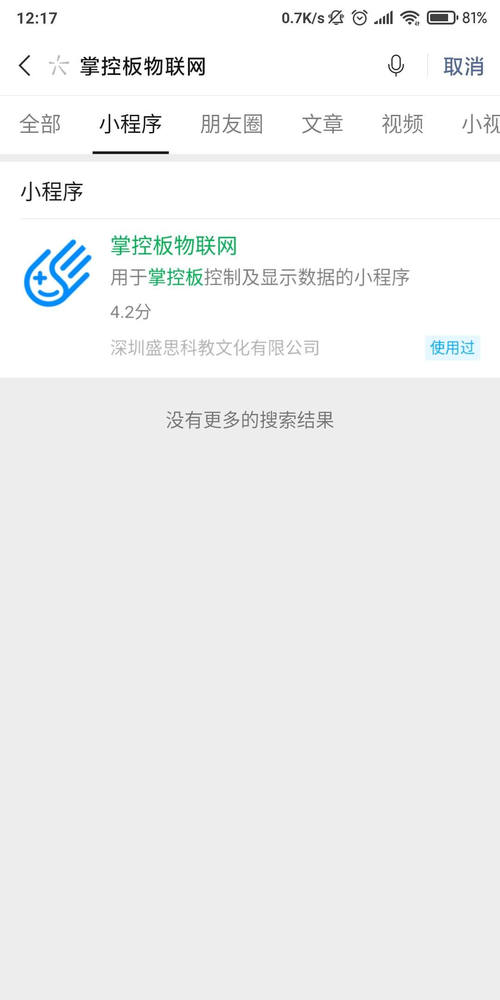 12:17 0.7K/s 81%
掌控板物联网 取消
全部 小程序 朋友圈 文章 视频 小视
小程序
掌控板物联网
用于掌控板控制及显示数据的小程序
4.2分
深圳盛思科教文化有限公司 使用过
没有更多的搜索结果